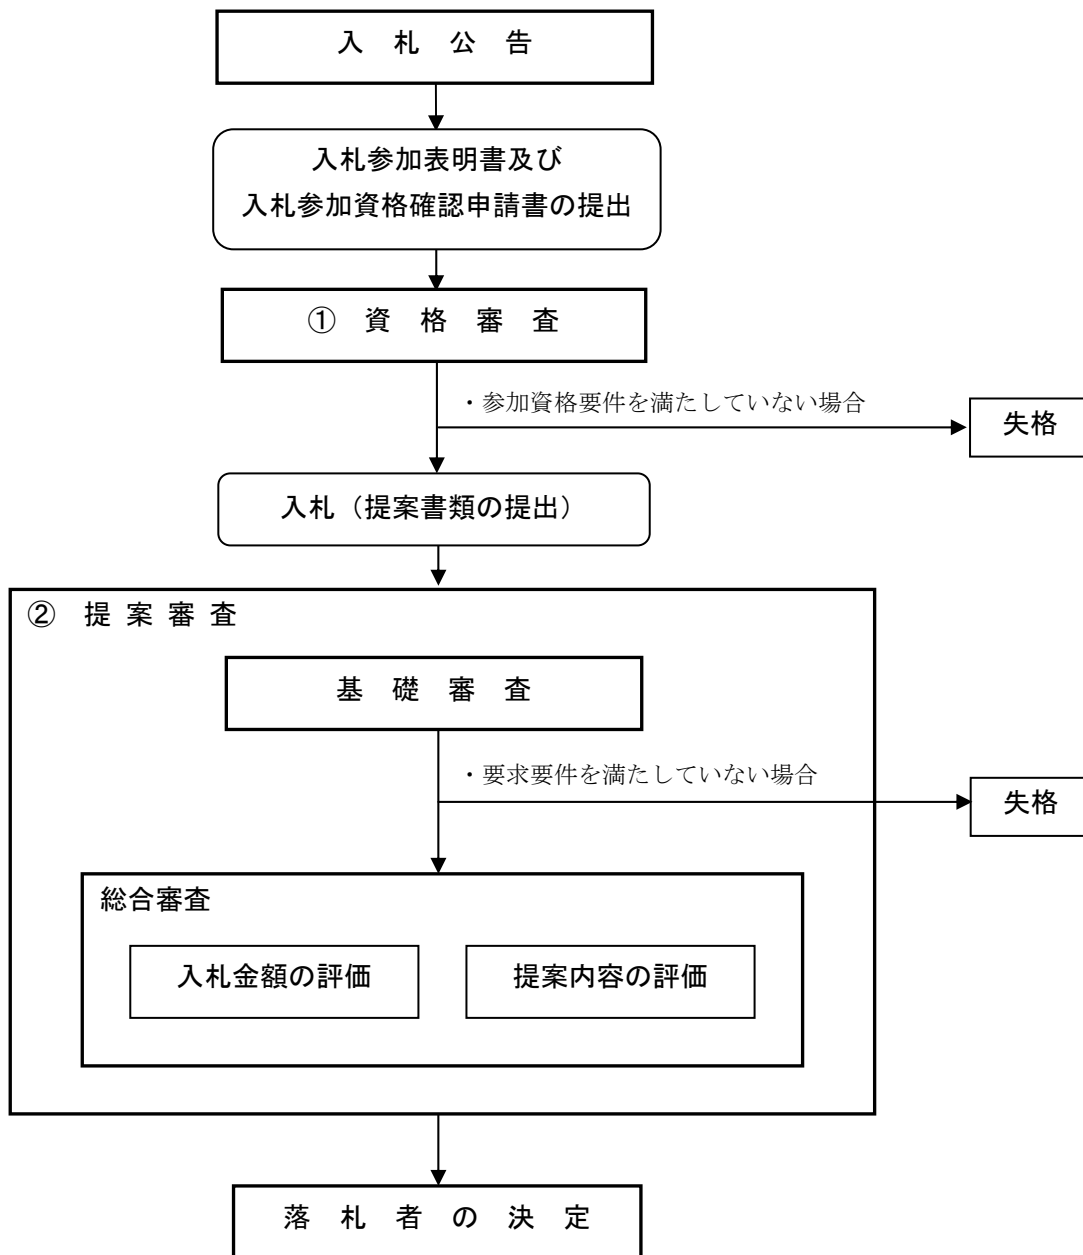 入札公告
入札参加表明書及び
入札参加資格確認申請書の提出
① 資格審査
・参加資格要件を満たしていない場合
失格
入札（提案書類の提出）
② 提案審査
基礎審査
・要求要件を満たしていない場合
失格
総合審査
入札金額の評価
提案内容の評価
落札者の決定